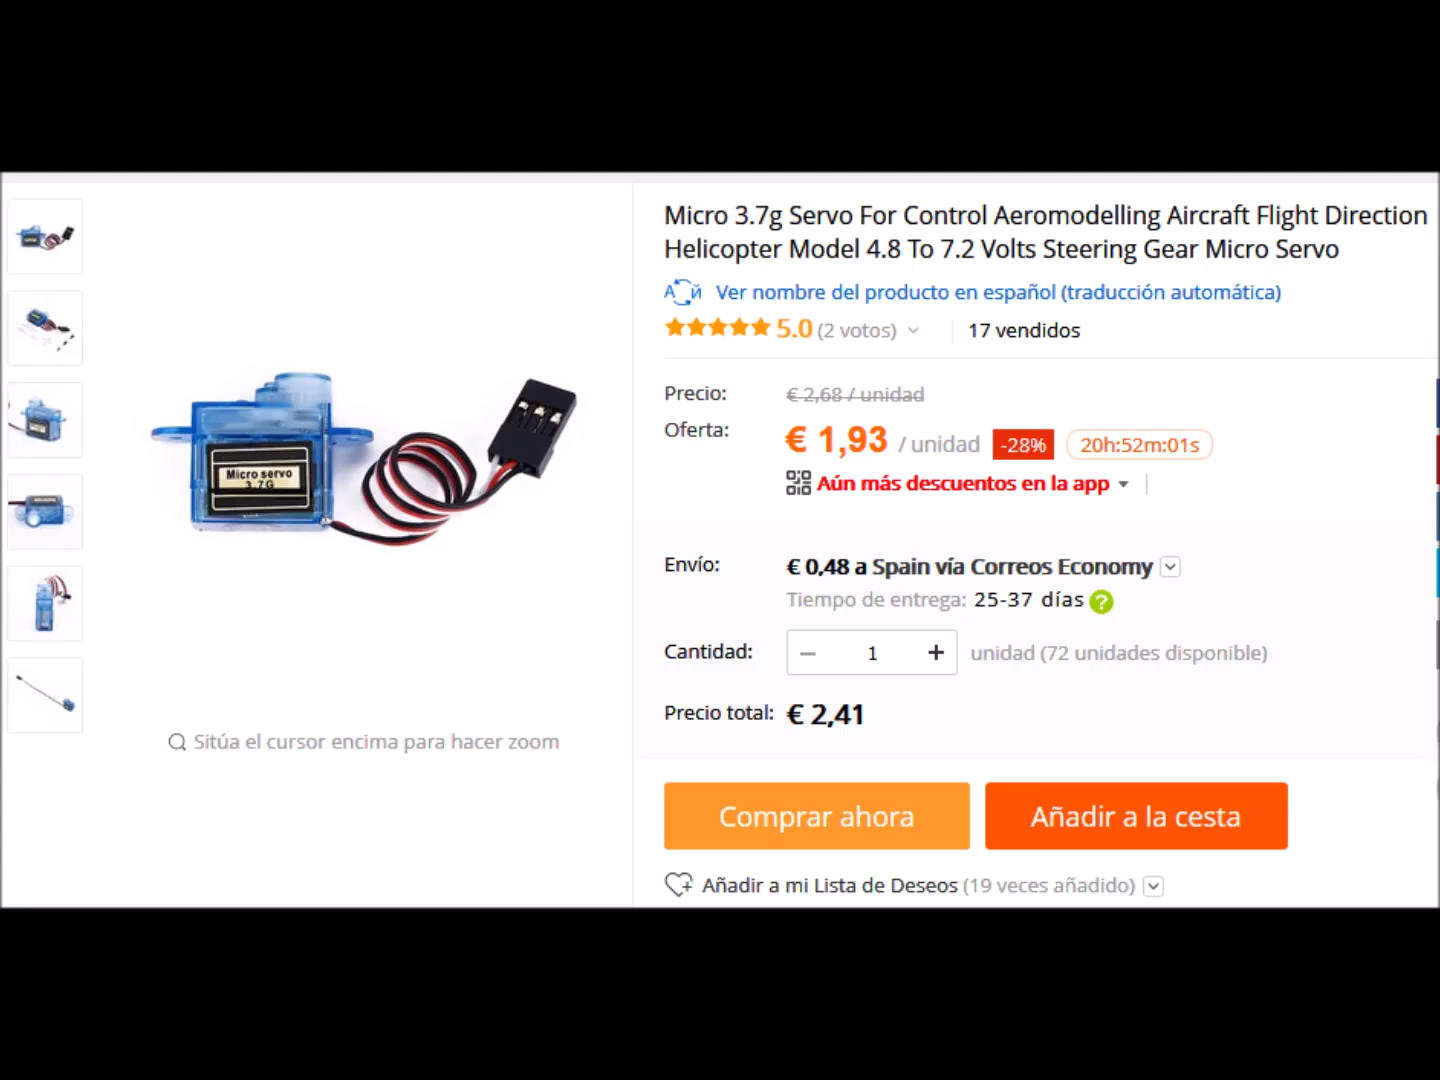 Micro 3.7g Servo For Control Aeromodelling Aircraft Flight Direction
Helicopter Model 4.8 To 7.2 Volts Steering Gear Micro Servo
Ver nombre del producto en español (traducción automática)
5.0 (2 votos)
17 vendidos
Precio: € 2,68 / unidad
Oferta: € 1,93 / unidad -28% 20h:52m:01s
Aún más descuentos en la app
Micro servo
3.7G
Envío: € 0,48 a Spain vía Correos Economy
Tiempo de entrega: 25-37 días ?
Cantidad: − 1 + unidad (72 unidades disponible)
Precio total: € 2,41
Sitúa el cursor encima para hacer zoom
Comprar ahora
Añadir a la cesta
Añadir a mi Lista de Deseos (19 veces añadido)